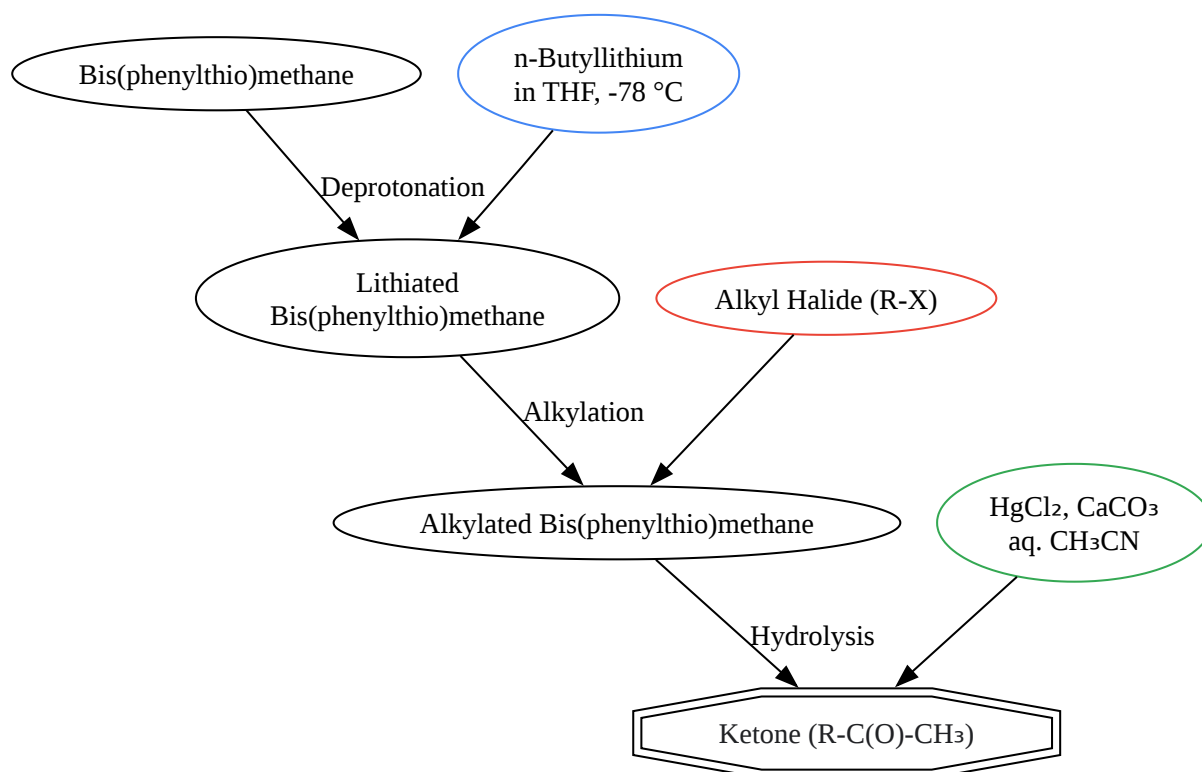 Bis(phenylthio)methane
n-Butyllithium
in THF, -78 °C
Deprotonation
Lithiated
Bis(phenylthio)methane
Alkyl Halide (R-X)
Alkylation
Alkylated Bis(phenylthio)methane
HgCl₂, CaCO₃
aq. CH₃CN
Hydrolysis
Ketone (R-C(O)-CH₃)